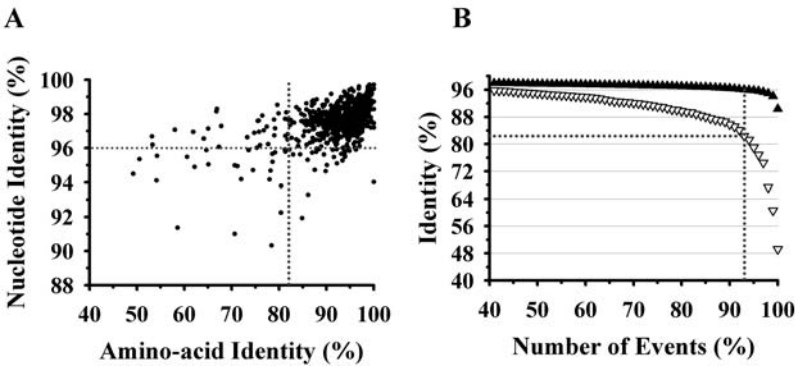 A
Nucleotide Identity (%)
100
98
96
94
92
90
88
40 50 60 70 80 90 100
Amino-acid Identity (%)
B
Identity (%)
96
88
80
72
64
56
48
40
40 50 60 70 80 90 100
Number of Events (%)